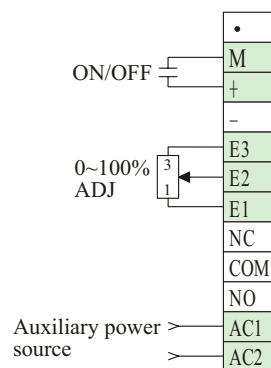 •
M
ON/OFF
+
−
E3
0~100%
ADJ
3
1
E2
E1
NC
COM
NO
Auxiliary power
source
AC1
AC2